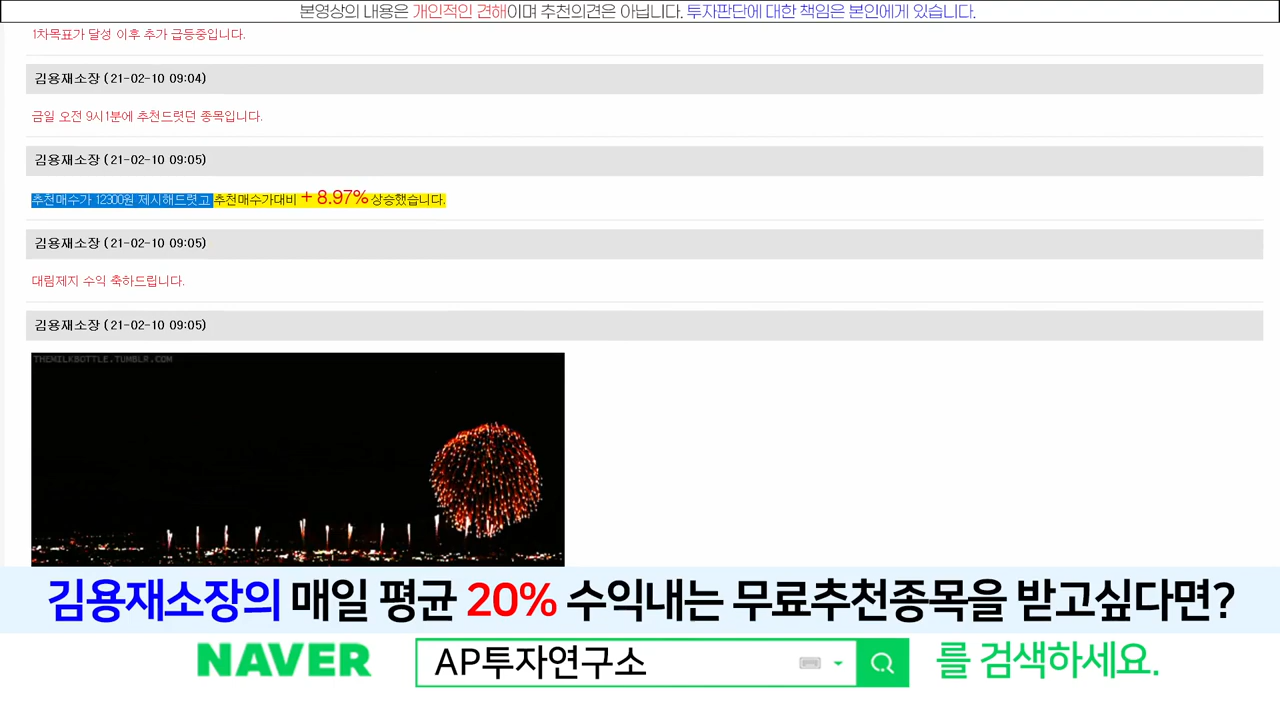 본영상의 내용은 개인적인 견해이며 추천의견은 아닙니다. 투자판단에 대한 책임은 본인에게 있습니다.
1차목표가 달성 이후 추가 급등중입니다.
김용재소장 (21-02-10 09:04)
금일 오전 9시1분에 추천드렷던 종목입니다.
김용재소장 (21-02-10 09:05)
추천매수가 12300원 제시해드렷고 추천매수가대비 + 8.97% 상승했습니다.
김용재소장 (21-02-10 09:05)
대림제지 수익 축하드립니다.
김용재소장 (21-02-10 09:05)
THEMILKBOTTLE.TUMBLR.COM
김용재소장의 매일 평균 20% 수익내는 무료추천종목을 받고싶다면?
NAVER AP투자연구소 를 검색하세요.